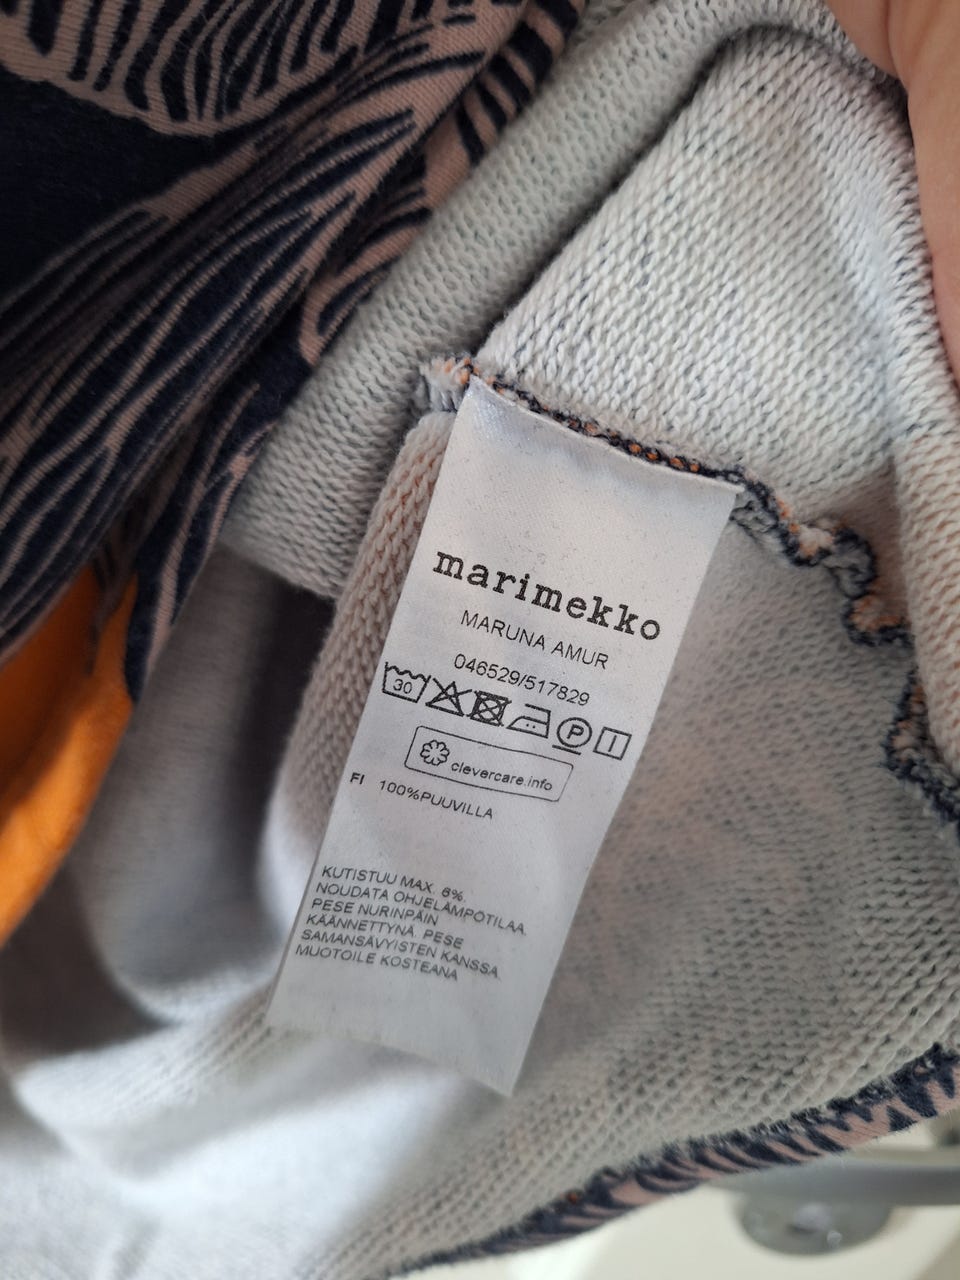 marimekko
MARUNA AMUR
046529/517829
30 P
clevercare.info
FI 100%PUUVILLA
KUTISTUU MAX. 6%.
NOUDATA OHJELÄMPÖTILAA.
PESE NURINPÄIN
KÄÄNNETTYNÄ. PESE
SAMANSÄVYISTEN KANSSA.
MUOTOILE KOSTEANA